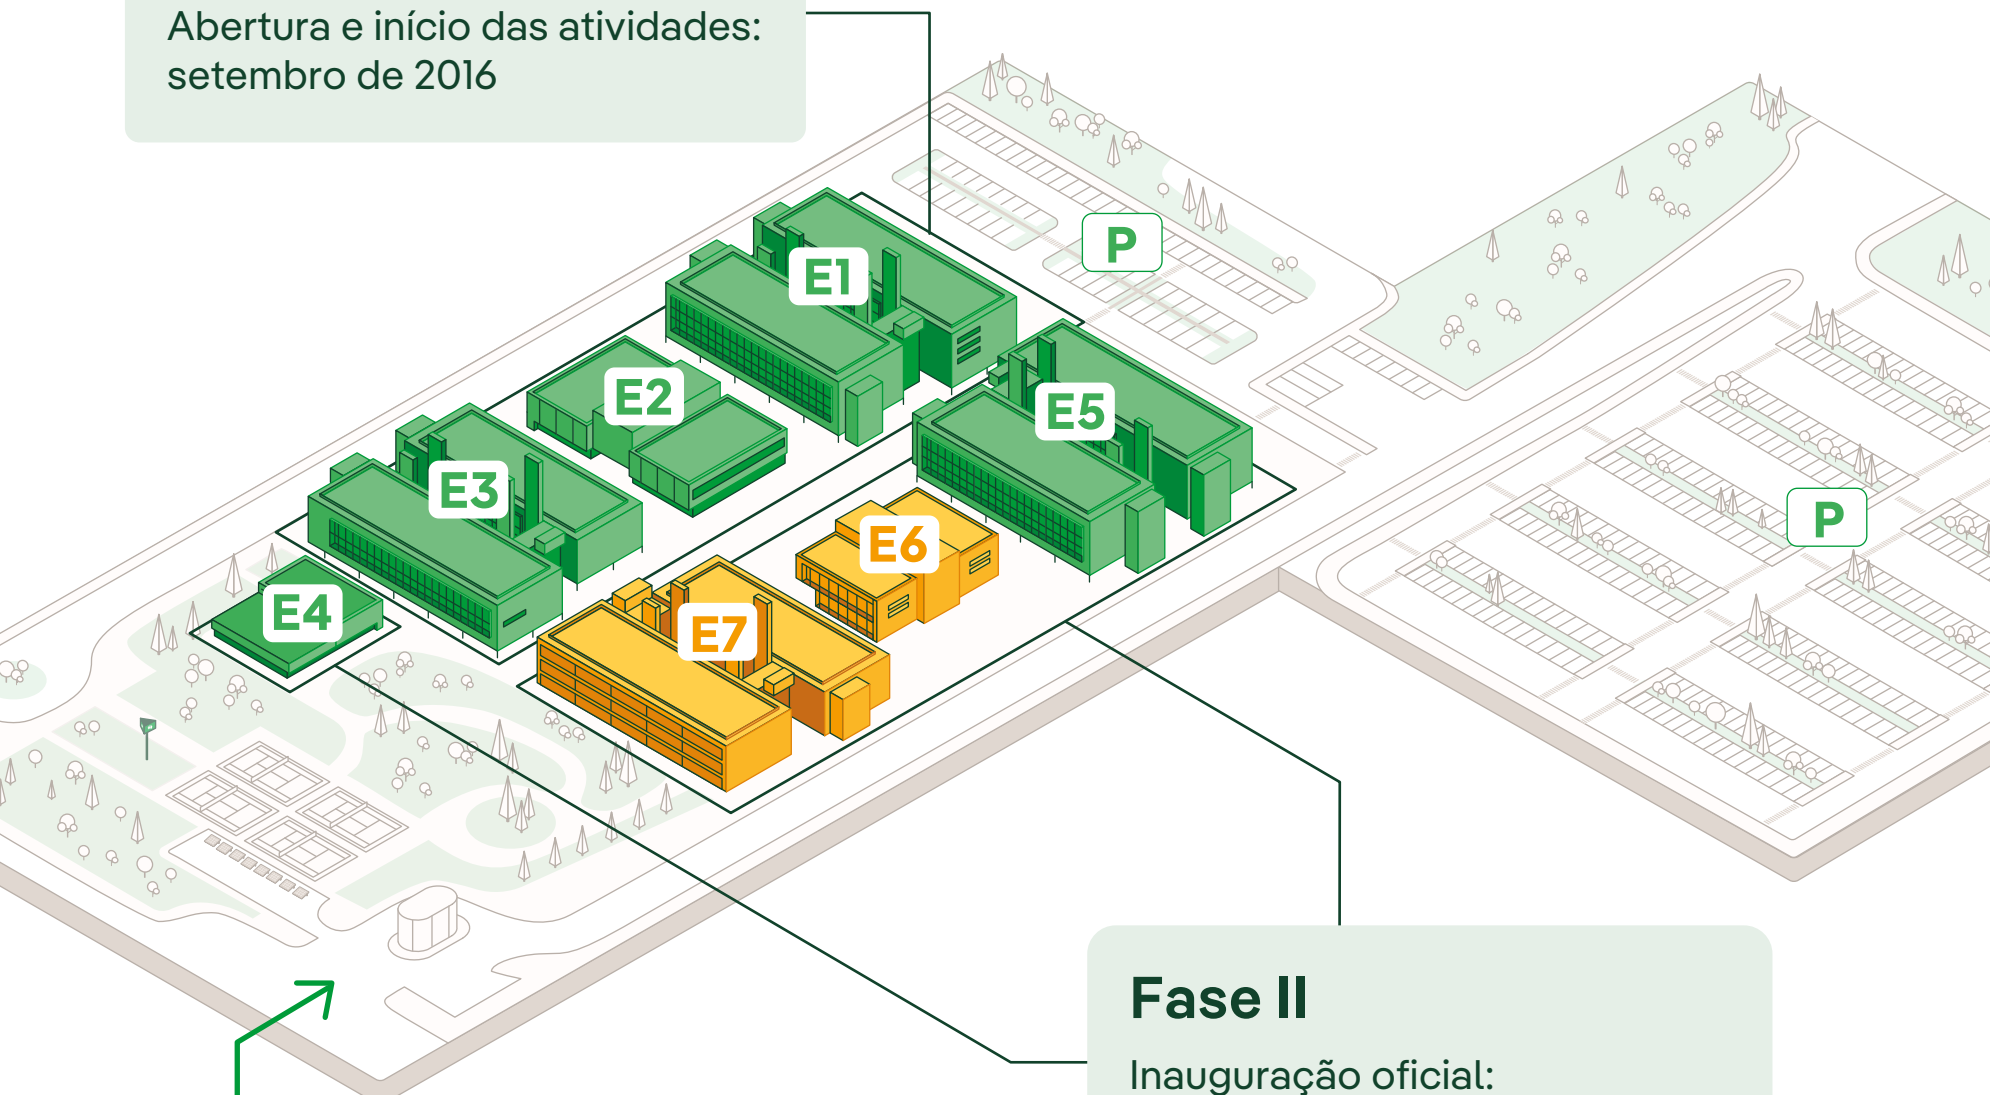 Abertura e início das atividades:
setembro de 2016
P
E1
E2
E5
E3
P
E6
E4
E7
Fase II
Inauguração oficial: